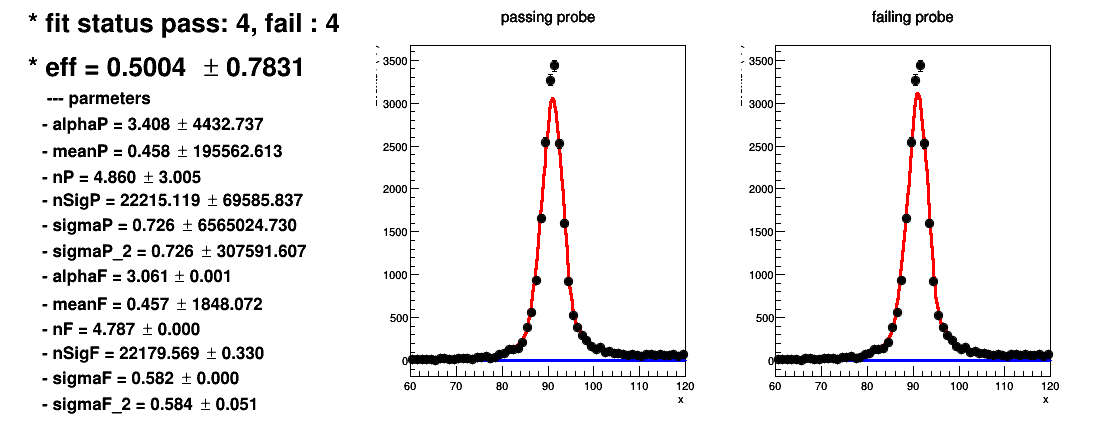 * fit status pass: 4, fail : 4
* eff = 0.5004 ± 0.7831
--- parmeters
- alphaP = 3.408 ± 4432.737
- meanP = 0.458 ± 195562.613
- nP = 4.860 ± 3.005
- nSigP = 22215.119 ± 69585.837
- sigmaP = 0.726 ± 6565024.730
- sigmaP_2 = 0.726 ± 307591.607
- alphaF = 3.061 ± 0.001
- meanF = 0.457 ± 1848.072
- nF = 4.787 ± 0.000
- nSigF = 22179.569 ± 0.330
- sigmaF = 0.582 ± 0.000
- sigmaF_2 = 0.584 ± 0.051
passing probe
3500
3000
2500
2000
1500
1000
500
0
60 70 80 90 100 110 120
x
failing probe
3500
3000
2500
2000
1500
1000
500
0
60 70 80 90 100 110 120
x